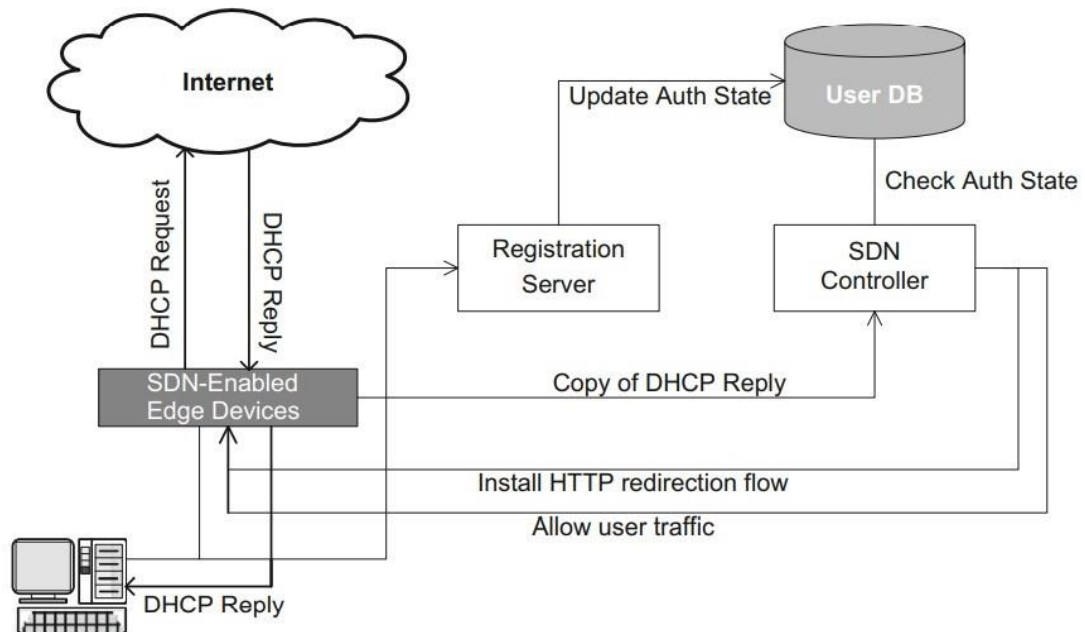 Internet
User DB
Update Auth State
Check Auth State
DHCP Request
DHCP Reply
Registration
Server
SDN
Controller
SDN-Enabled
Edge Devices
Copy of DHCP Reply
Install HTTP redirection flow
Allow user traffic
DHCP Reply